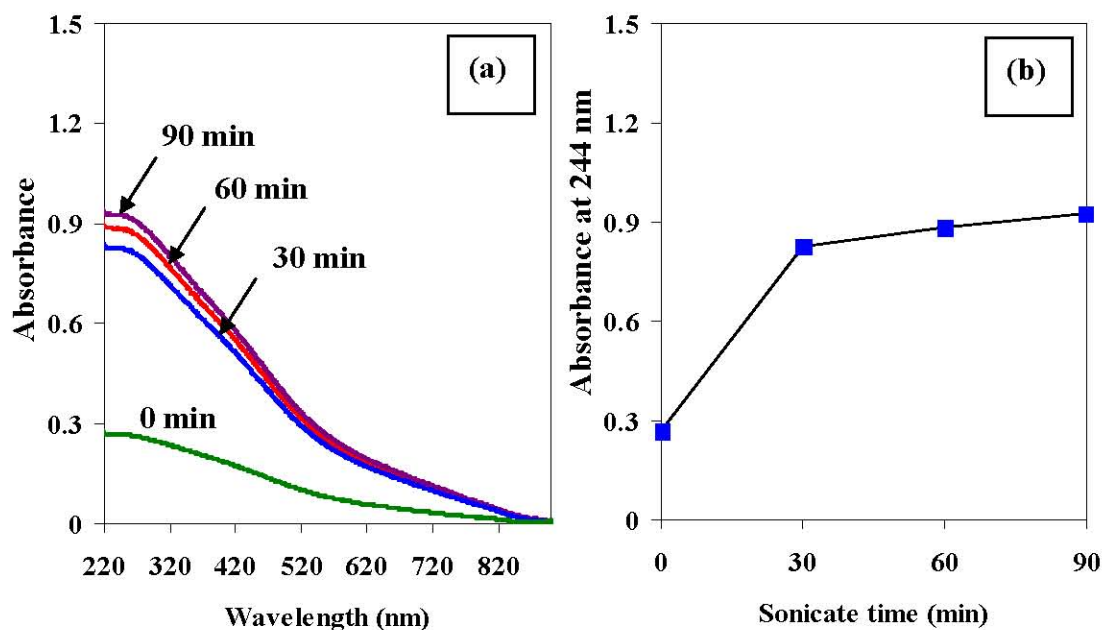 1.5
(a)
1.2
90 min
60 min
0.9
30 min
0.6
0 min
0.3
0
220 320 420 520 620 720 820
Absorbance
Wavelength (nm)
1.5
(b)
1.2
0.9
0.6
0.3
0
0 30 60 90
Absorbance at 244 nm
Sonicate time (min)